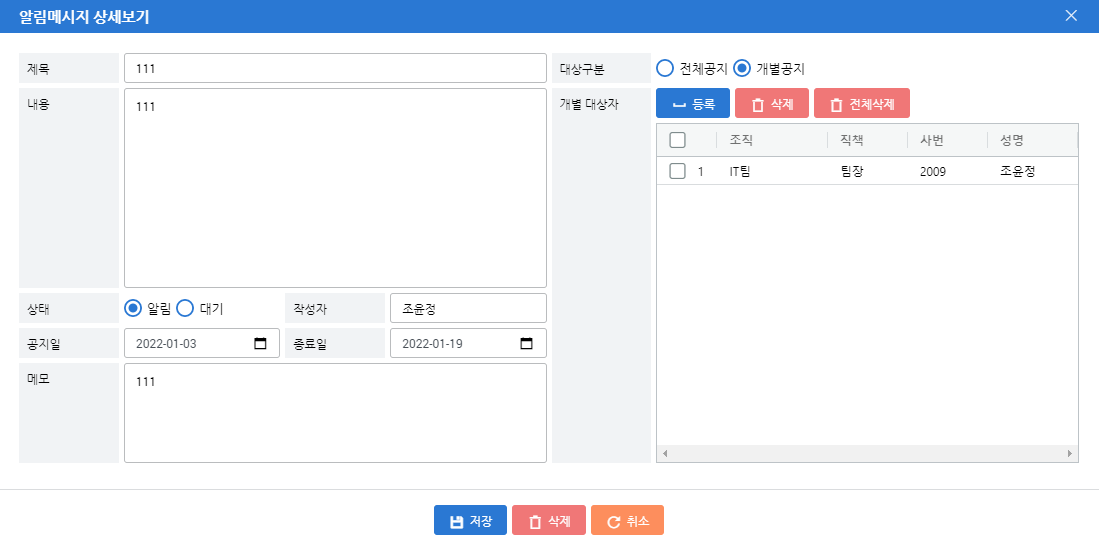 알림메시지 상세보기
제목 111 대상구분 전체공지 개별공지
내용 111 개별 대상자 등록 삭제 전체삭제
조직 직책 사번 성명
1 IT팀 팀장 2009 조윤정
상태 알림 대기 작성자 조윤정
공지일 2022-01-03 종료일 2022-01-19
메모 111
저장 삭제 취소